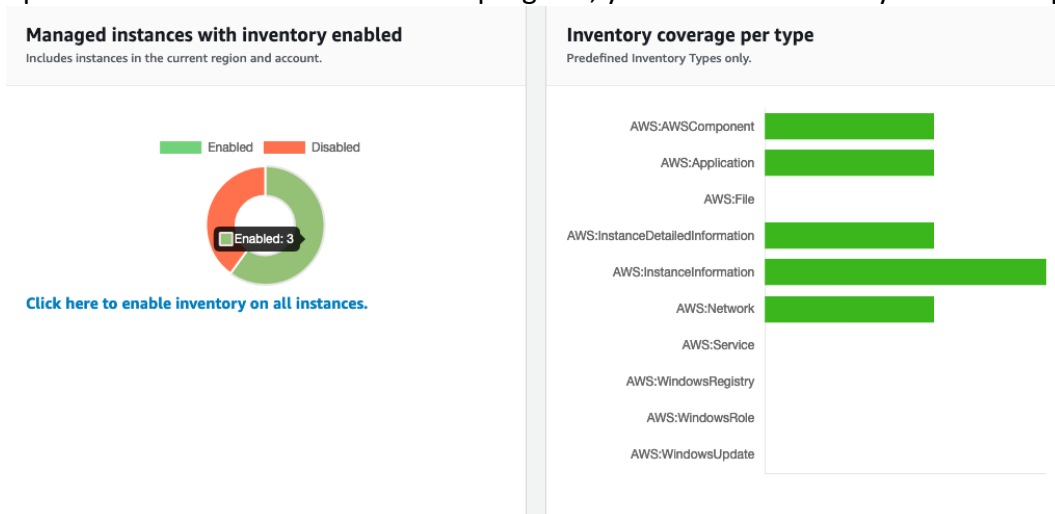 Managed instances with inventory enabled
Includes instances in the current region and account.
Enabled Disabled
Enabled: 3
Click here to enable inventory on all instances.
Inventory coverage per type
Predefined Inventory Types only.
AWS:AWSComponent
AWS:Application
AWS:File
AWS:InstanceDetailedInformation
AWS:InstanceInformation
AWS:Network
AWS:Service
AWS:WindowsRegistry
AWS:WindowsRole
AWS:WindowsUpdate